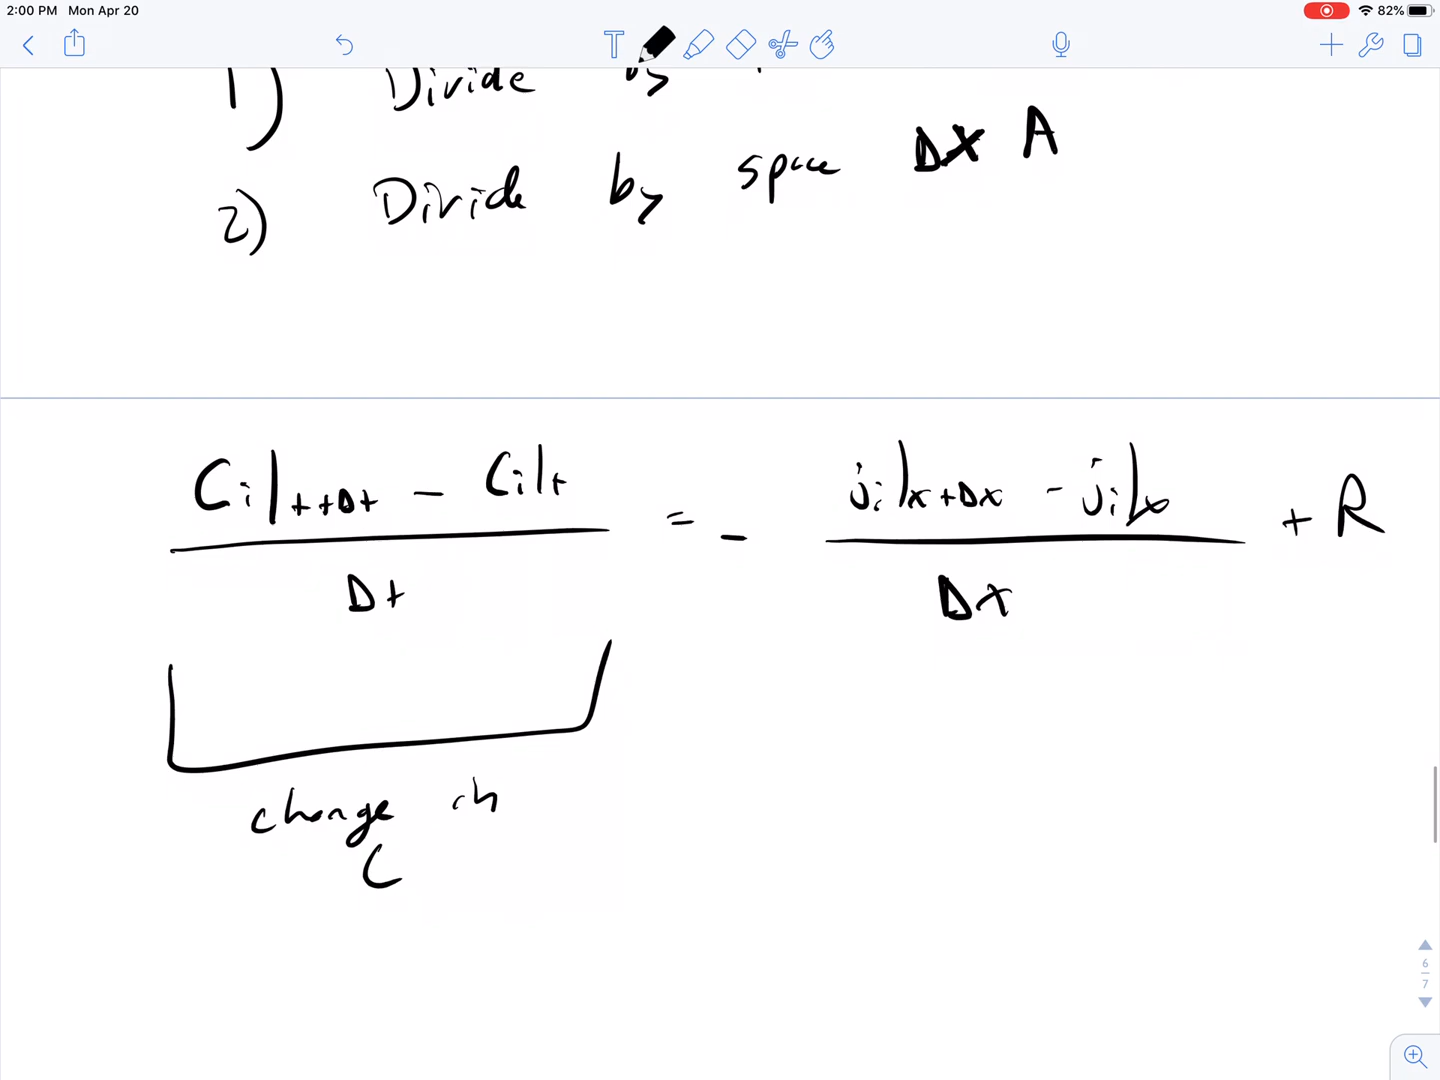 2:00 PM Mon Apr 20
82%
T
1) Divide by
2) Divide by space Δx A
Ci|t+Δt - Ci|t = - ji|x+Δx - ji|x + R
Δt Δx
change in
C
6
7